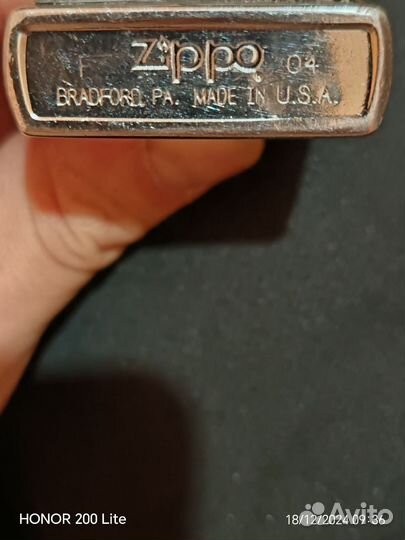 Zippo
F 04
BRADFORD, PA. MADE IN U.S.A.
Avito
HONOR 200 Lite 18/12/2024 09:36